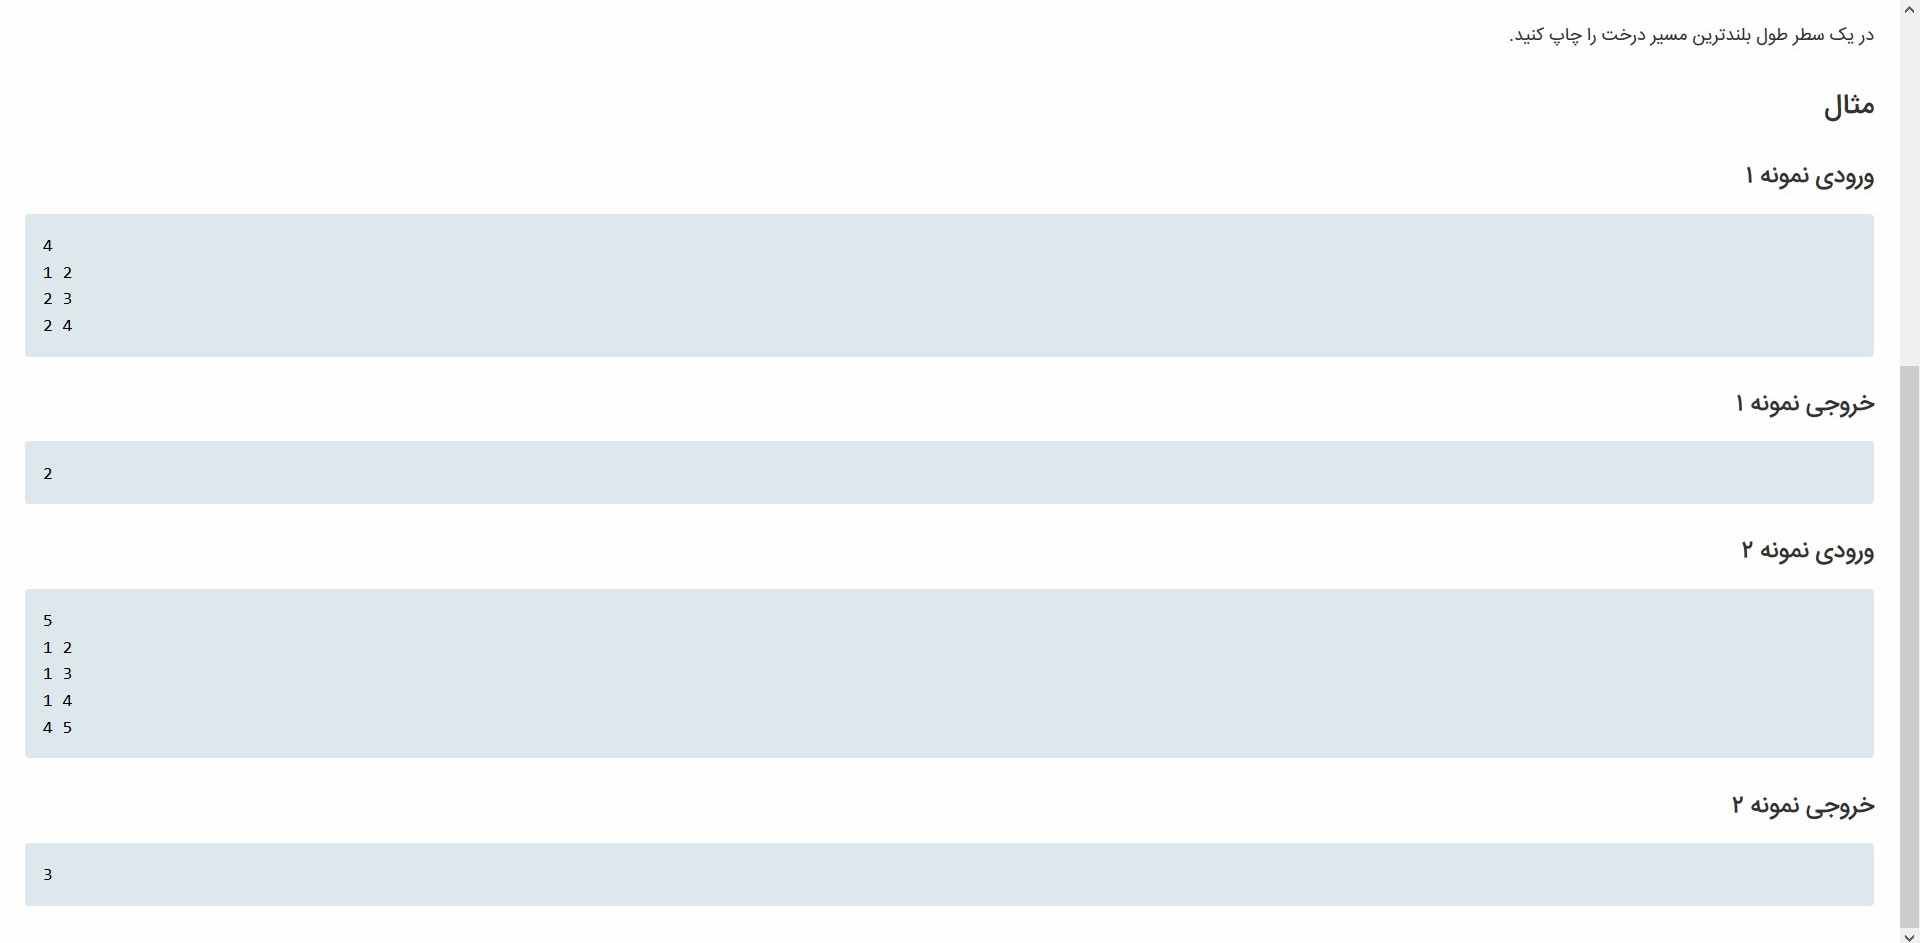 در یک سطر طول بلندترین مسیر درخت را چاپ کنید.
مثال
ورودی نمونه ۱
4
1 2
2 3
2 4
خروجی نمونه ۱
2
ورودی نمونه ۲
5
1 2
1 3
1 4
4 5
خروجی نمونه ۲
3